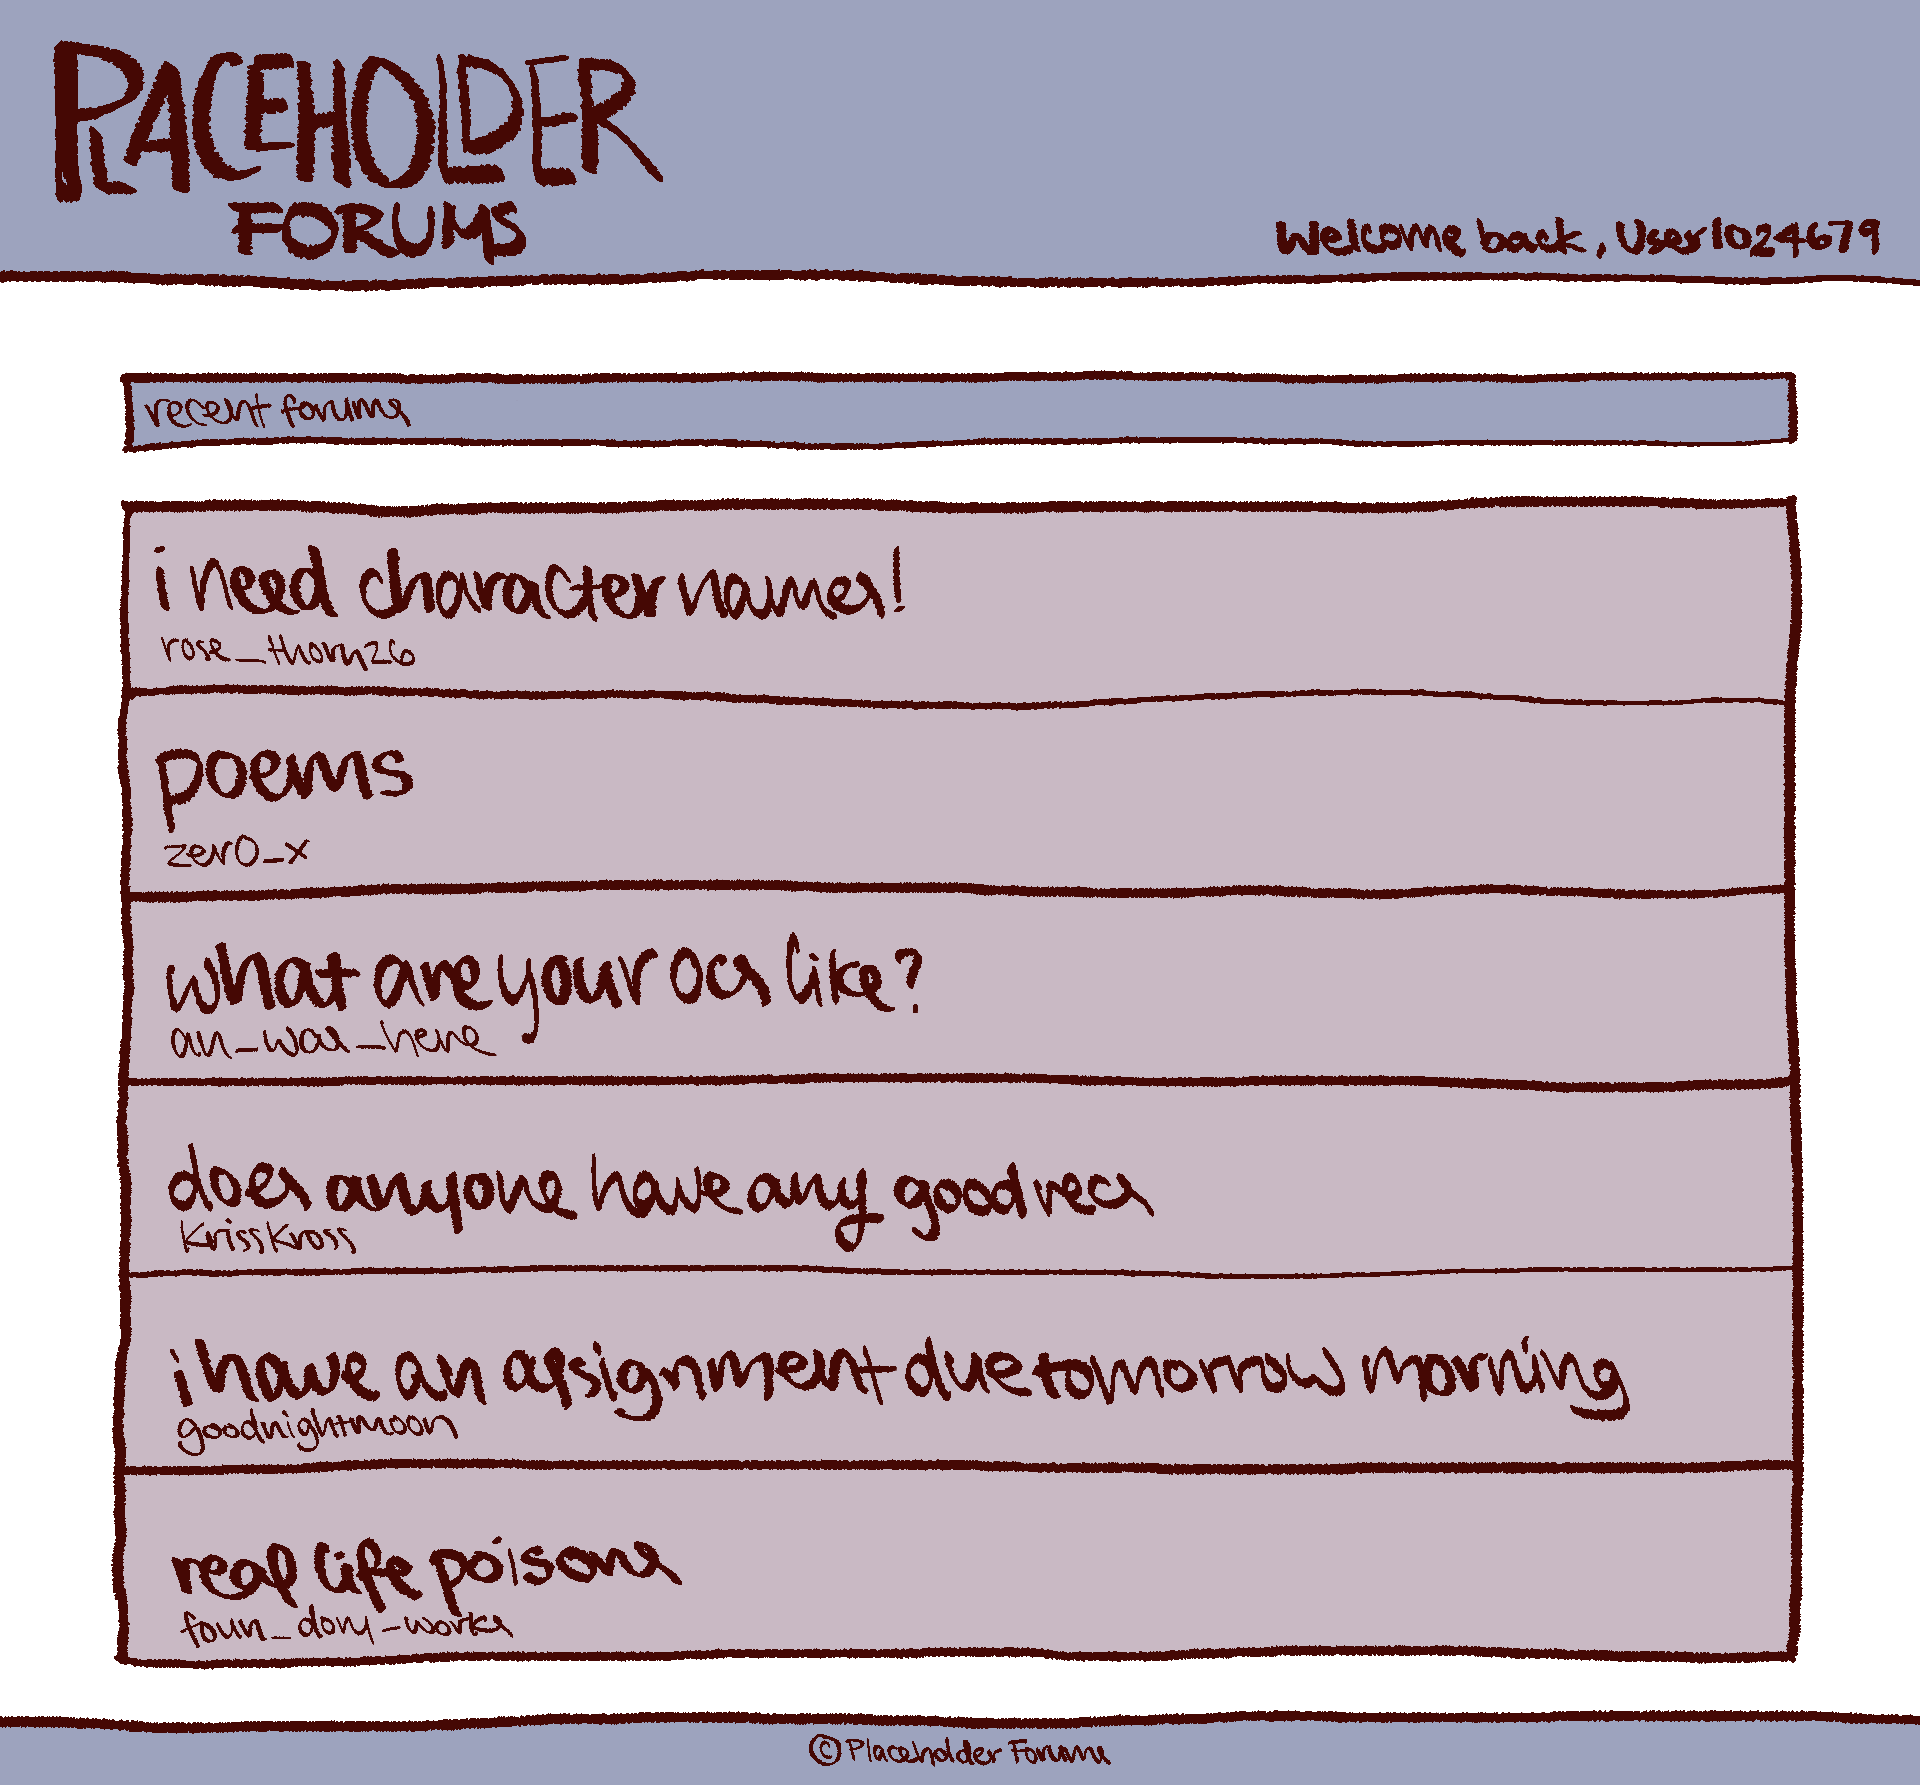 PLACEHOLDER
FORUMS
Welcome back, User1024679
recent forums
i need character names!
rose_thorn26
poems
zer0_x
what are your ocs like?
an_was_here
does anyone have any good recs
krisskross
i have an assignment due tomorrow morning
goodnightmoon
real life poisons
foun_dory_works
© Placeholder Forums